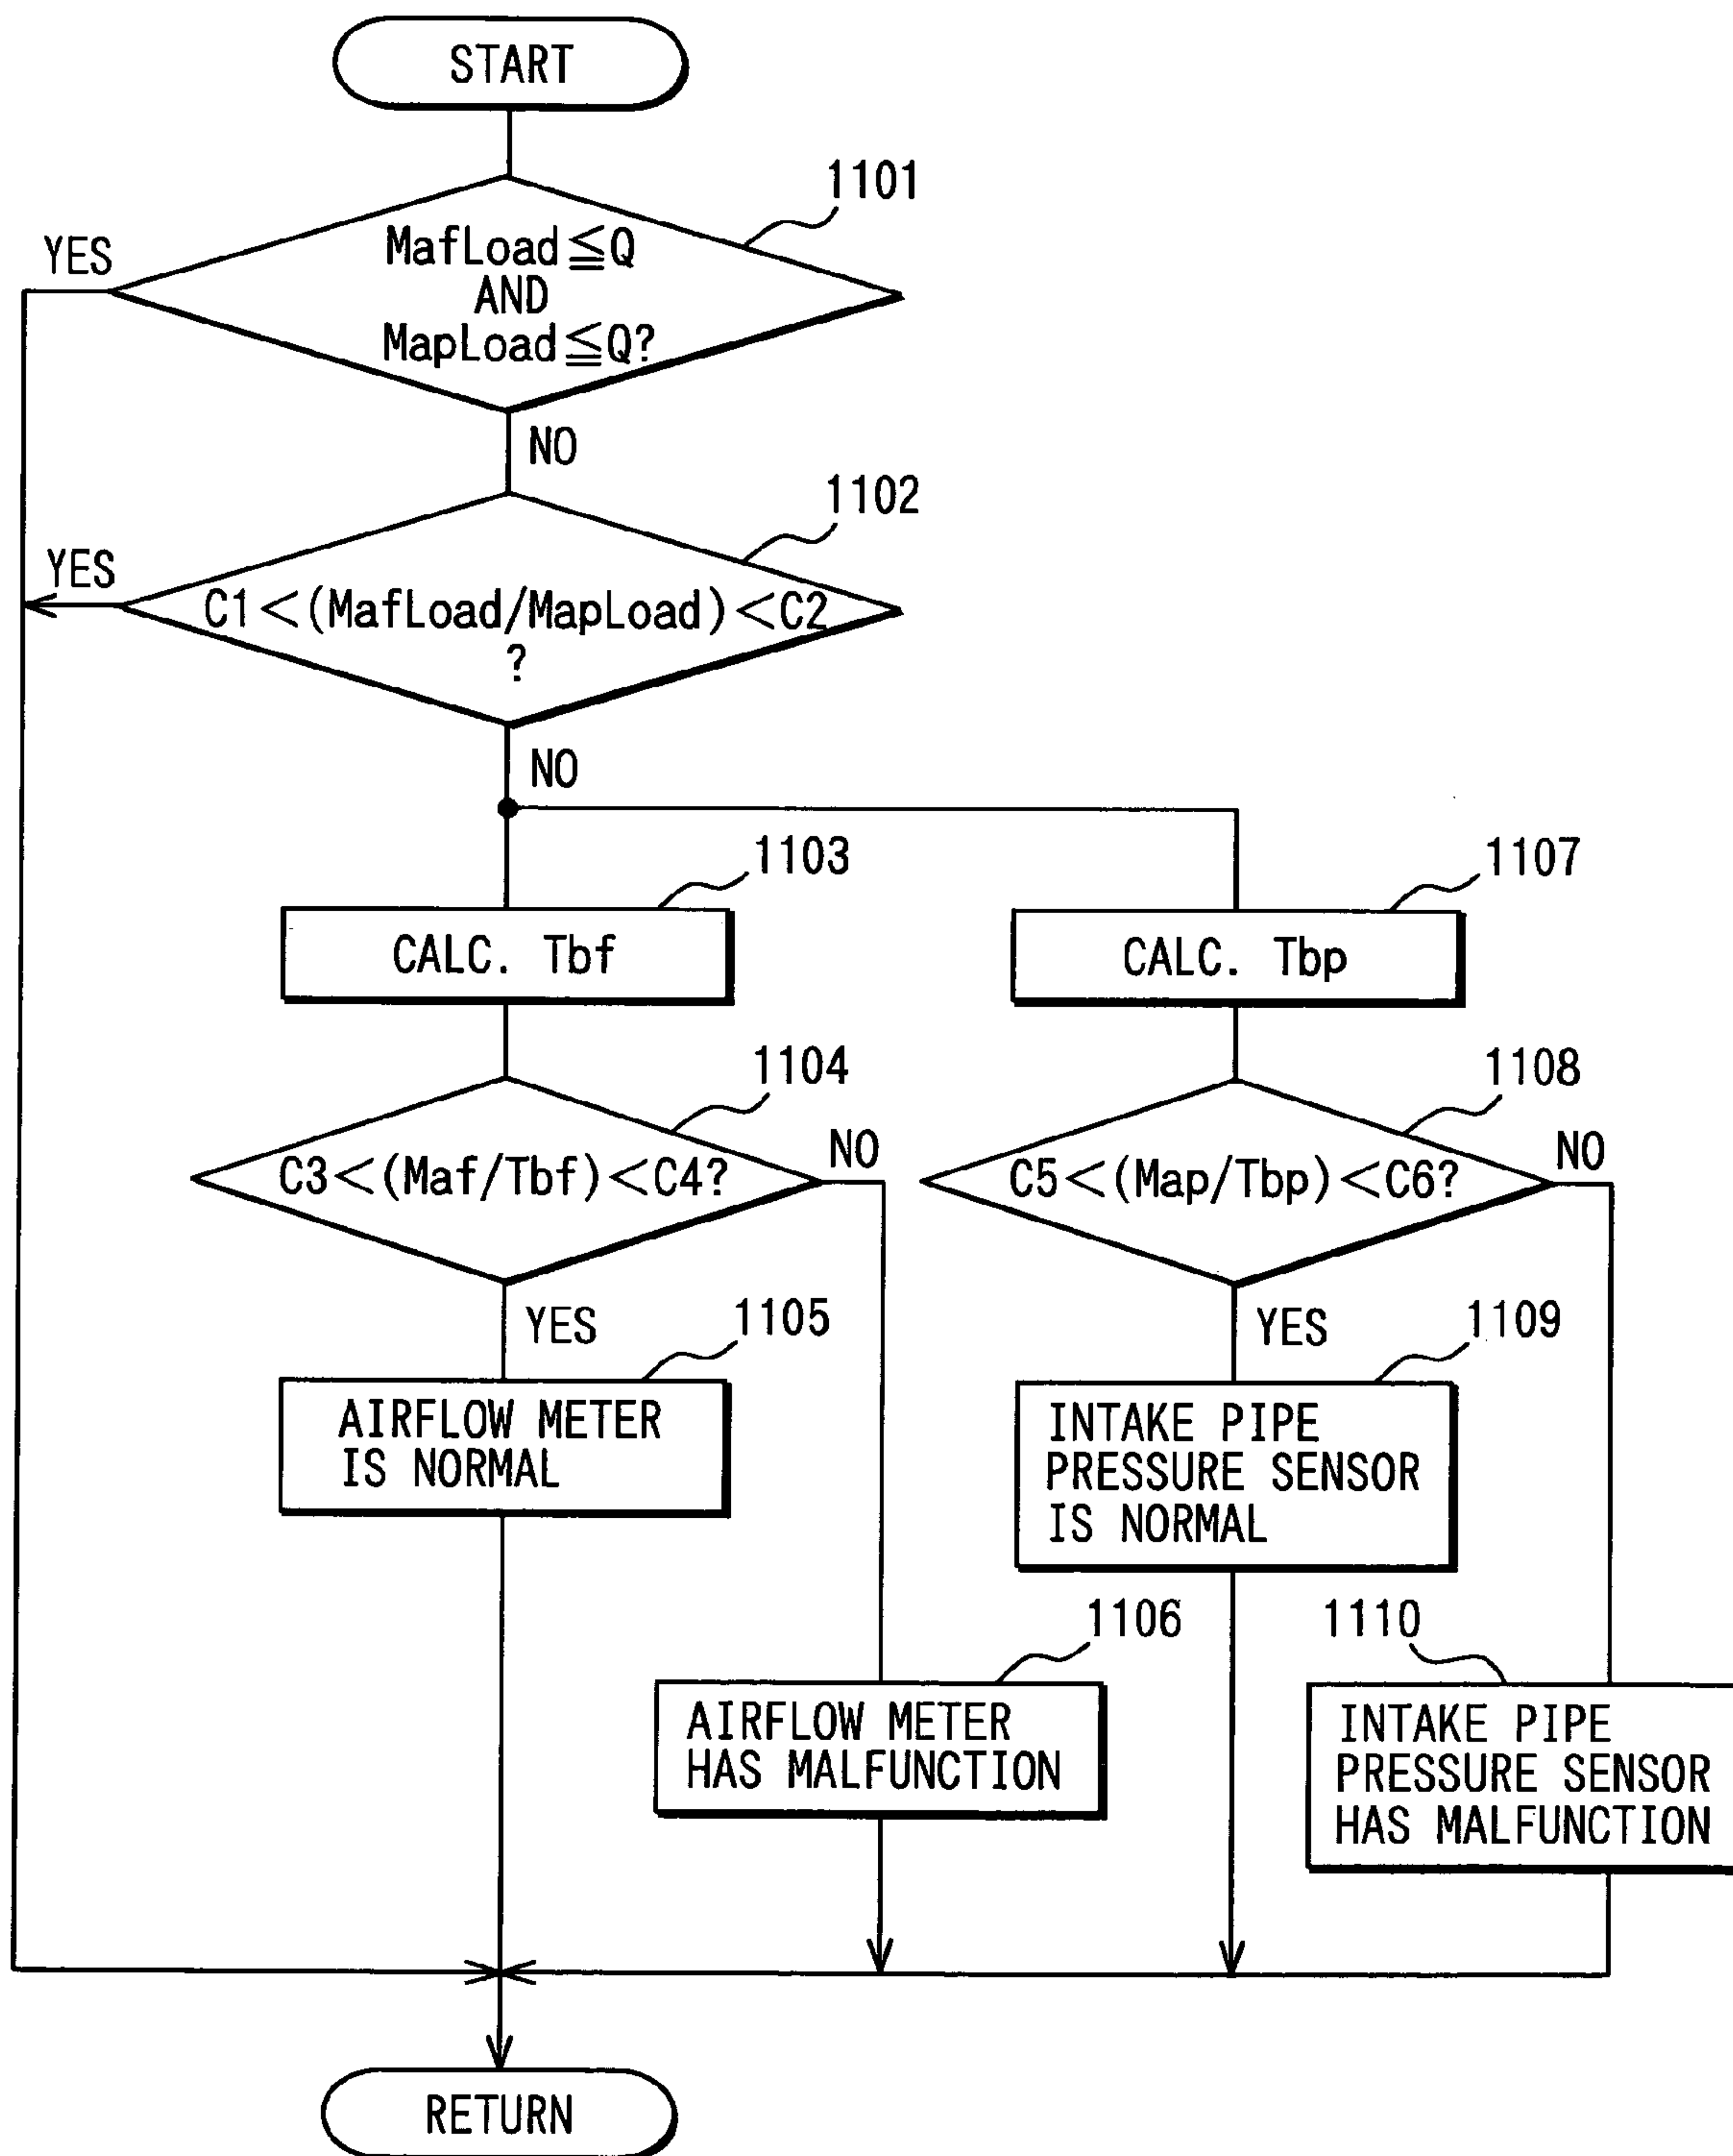 START
1101
YES
MafLoad≦Q
AND
MapLoad≦Q?
NO
1102
YES
C1<(MafLoad/MapLoad)<C2
?
NO
1103
CALC. Tbf
1107
CALC. Tbp
1104
C3<(Maf/Tbf)<C4?
NO
YES
1108
C5<(Map/Tbp)<C6?
NO
YES
1105
AIRFLOW METER
IS NORMAL
1109
INTAKE PIPE
PRESSURE SENSOR
IS NORMAL
1106
AIRFLOW METER
HAS MALFUNCTION
1110
INTAKE PIPE
PRESSURE SENSOR
HAS MALFUNCTION
RETURN